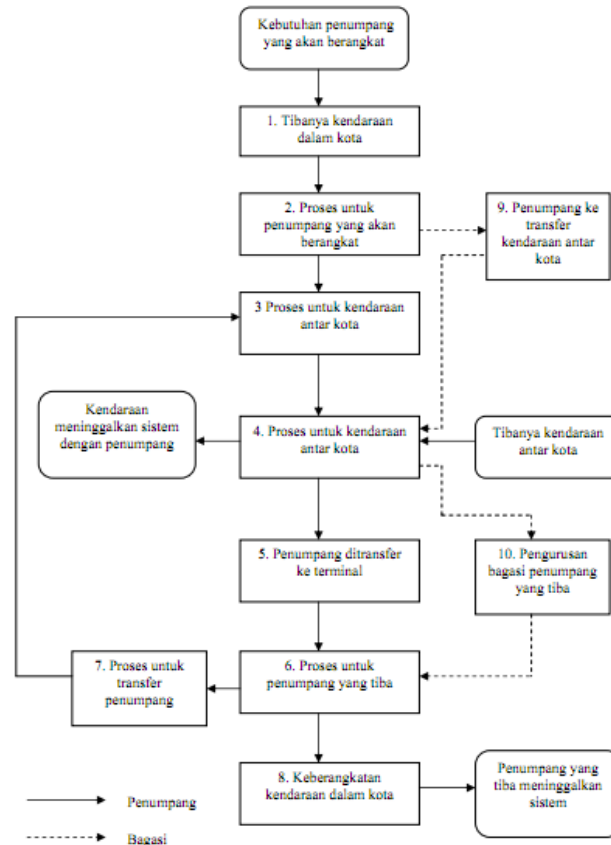 Kebutuhan penumpang
yang akan berangkat
1. Tibanya kendaraan
dalam kota
2. Proses untuk
penumpang yang akan
berangkat
9. Penumpang ke
transfer
kendaraan antar
kota
3 Proses untuk kendaraan
antar kota
Kendaraan
meninggalkan sistem
dengan penumpang
4. Proses untuk kendaraan
antar kota
Tibanya kendaraan
antar kota
5. Penumpang ditransfer
ke terminal
10. Pengurusan
bagasi penumpang
yang tiba
7. Proses untuk
transfer
penumpang
6. Proses untuk
penumpang yang tiba
8. Keberangkatan
kendaraan dalam kota
Penumpang yang
tiba meninggalkan
sistem
Penumpang
Bagasi